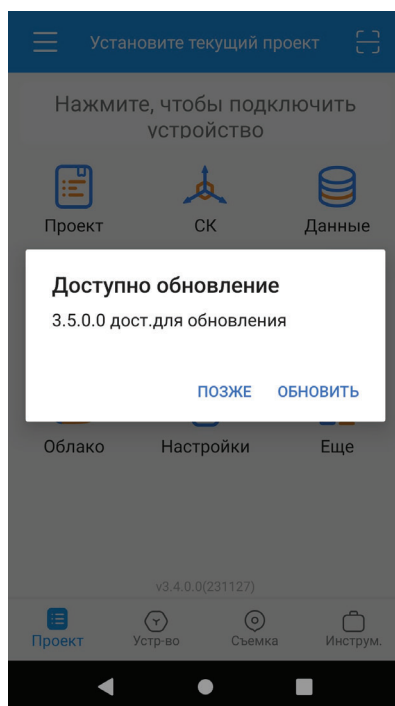 Установите текущий проект
Нажмите, чтобы подключить
устройство
Проект
СК
Данные
Доступно обновление
3.5.0.0 дост.для обновления
ПОЗЖЕ
ОБНОВИТЬ
Облако
Настройки
Еще
v3.4.0.0(231127)
Проект
Устр-во
Съемка
Инструм.